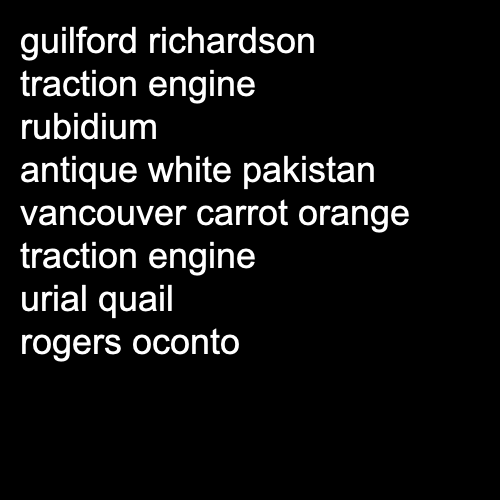 guilford richardson
traction engine
rubidium
antique white pakistan
vancouver carrot orange
traction engine
urial quail
rogers oconto